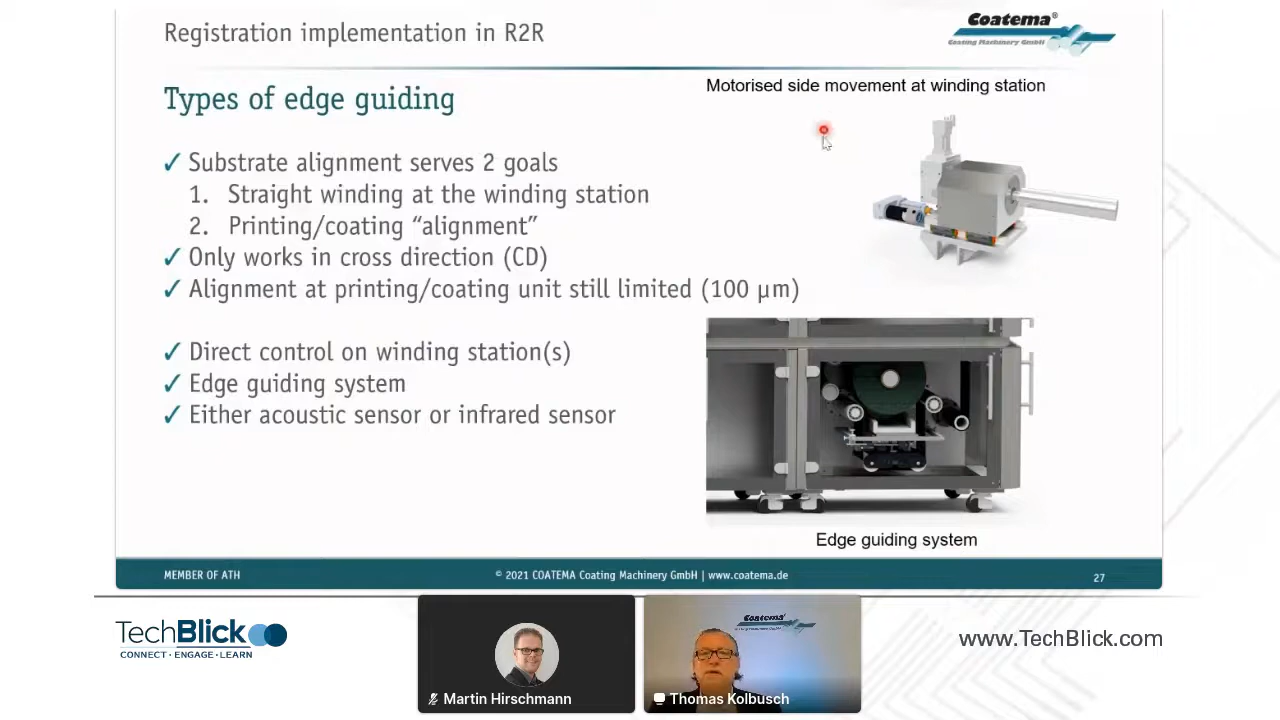 Registration implementation in R2R
Coatema®
Coating Machinery GmbH
Types of edge guiding
Motorised side movement at winding station
✓ Substrate alignment serves 2 goals
1. Straight winding at the winding station
2. Printing/coating “alignment”
✓ Only works in cross direction (CD)
✓ Alignment at printing/coating unit still limited (100 µm)
✓ Direct control on winding station(s)
✓ Edge guiding system
✓ Either acoustic sensor or infrared sensor
Edge guiding system
MEMBER OF ATH
© 2021 COATEMA Coating Machinery GmbH | www.coatema.de
27
TechBlick
CONNECT · ENGAGE · LEARN
Coatema®
Martin Hirschmann
Thomas Kolbusch
www.TechBlick.com